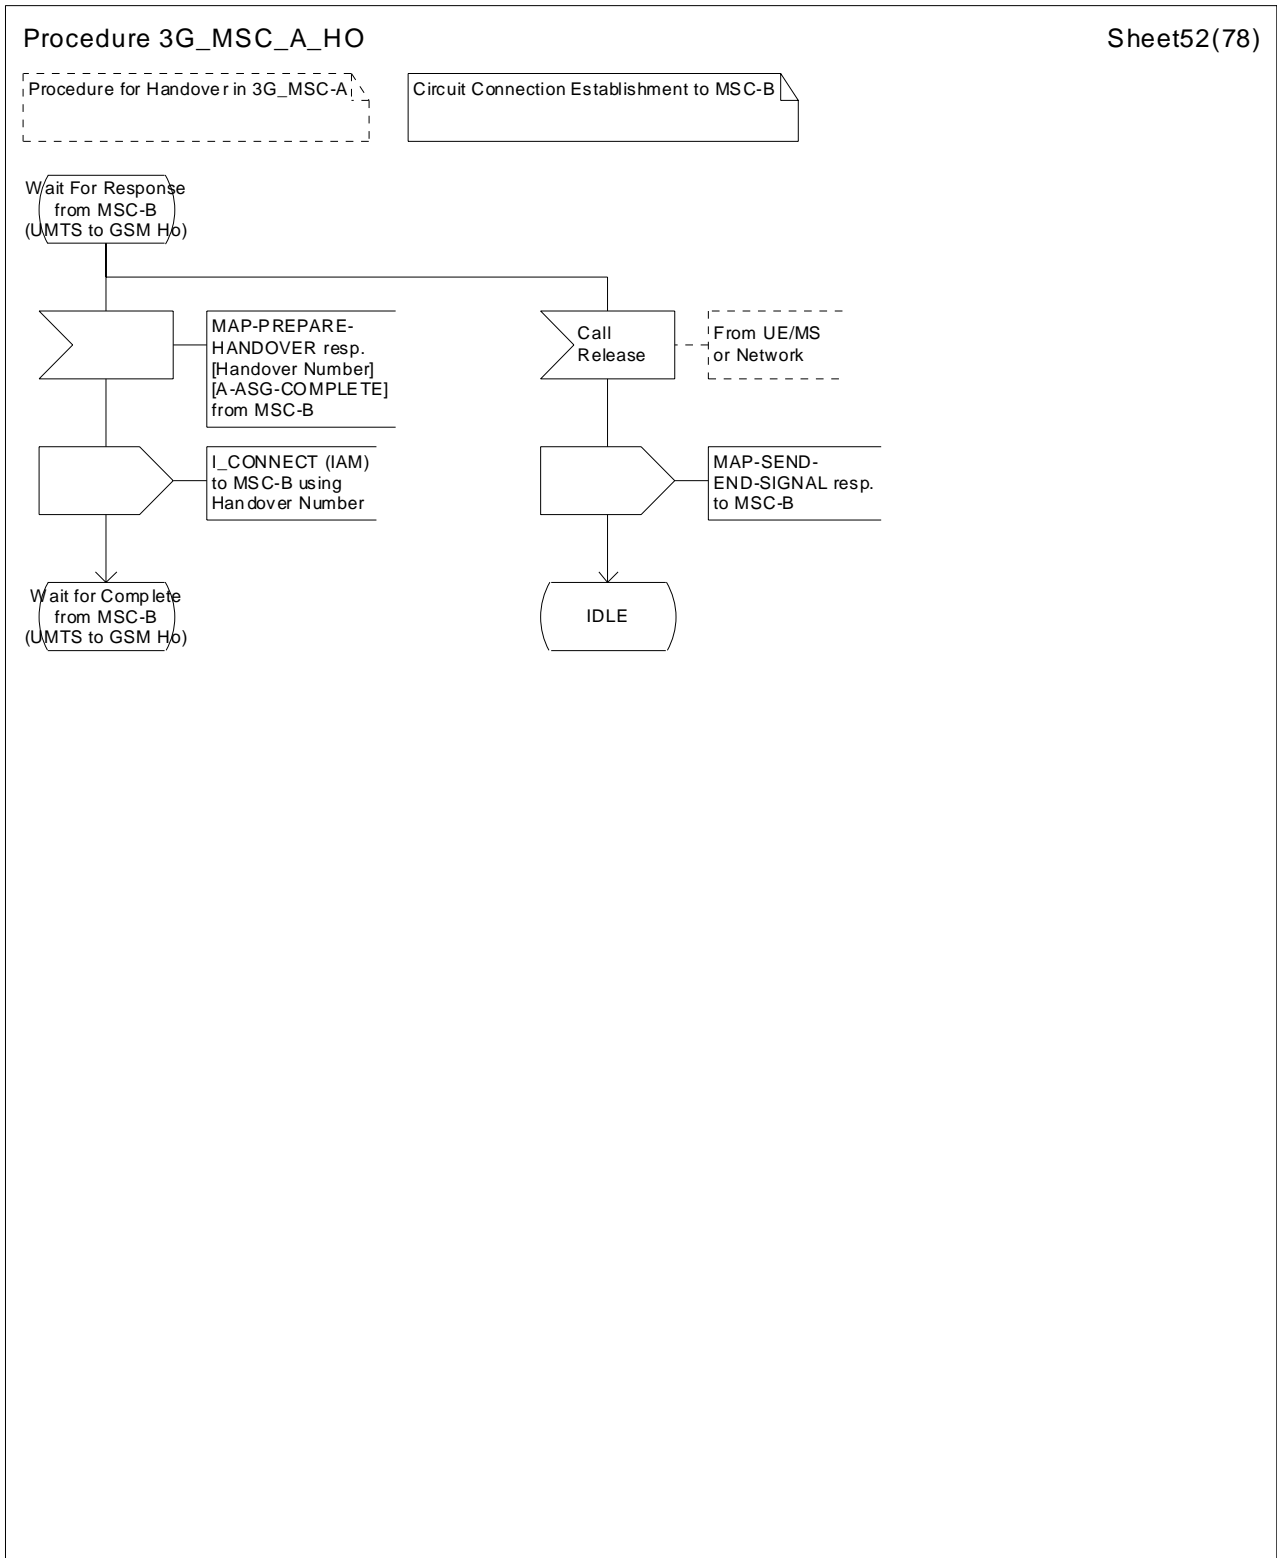 Procedure 3G_MSC_A_HO
Sheet52(78)
Procedure for Handover in 3G_MSC-A
Circuit Connection Establishment to MSC-B
Wait For Response
from MSC-B
(UMTS to GSM Ho)
MAP-PREPARE-
HANDOVER resp.
[Handover Number]
[A-ASG-COMPLETE]
from MSC-B
Call
Release
From UE/MS
or Network
I_CONNECT (IAM)
to MSC-B using
Handover Number
MAP-SEND-
END-SIGNAL resp.
to MSC-B
Wait for Complete
from MSC-B
(UMTS to GSM Ho)
IDLE